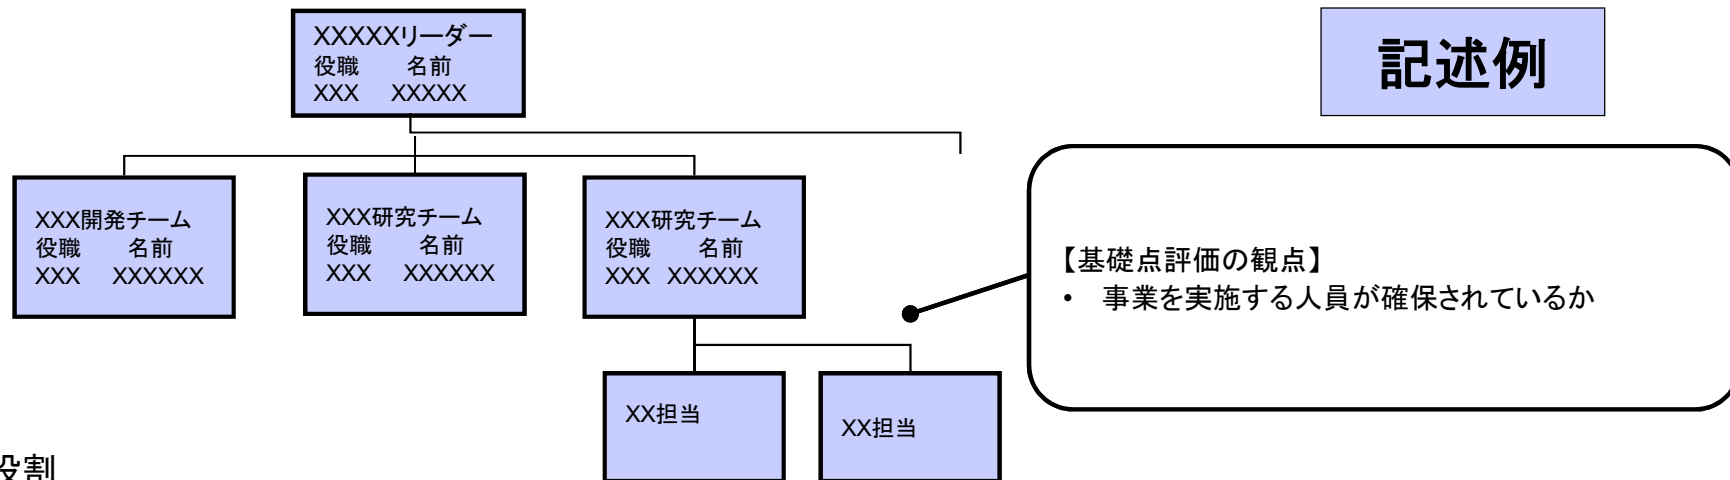 XXXXXリーダー
役職 名前
XXX XXXXX
記述例
XXX開発チーム
役職 名前
XXX XXXXXX
XXX研究チーム
役職 名前
XXX XXXXXX
XXX研究チーム
役職 名前
XXX XXXXXX
【基礎点評価の観点】
• 事業を実施する人員が確保されているか
XX担当
XX担当
役割